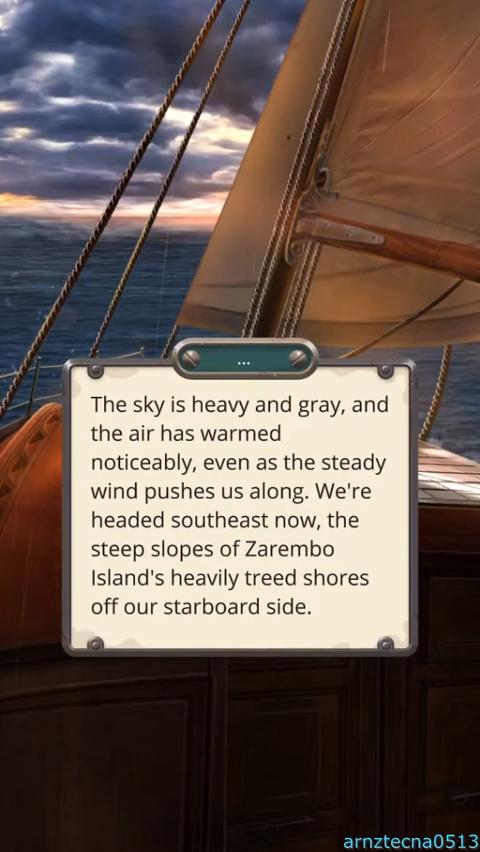 ...
The sky is heavy and gray, and
the air has warmed
noticeably, even as the steady
wind pushes us along. We're
headed southeast now, the
steep slopes of Zarembo
Island's heavily treed shores
off our starboard side.
arnztecna0513